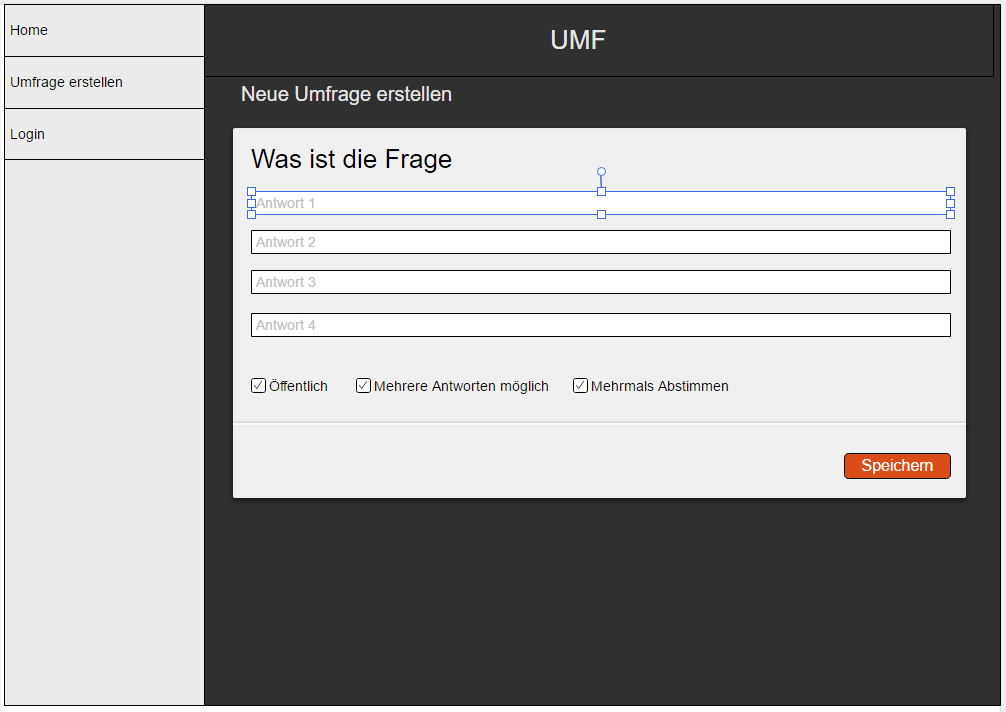 Home
Umfrage erstellen
Login
UMF
Neue Umfrage erstellen
Was ist die Frage
Antwort 1
Antwort 2
Antwort 3
Antwort 4
Öffentlich Mehrere Antworten möglich Mehrmals Abstimmen
Speichern